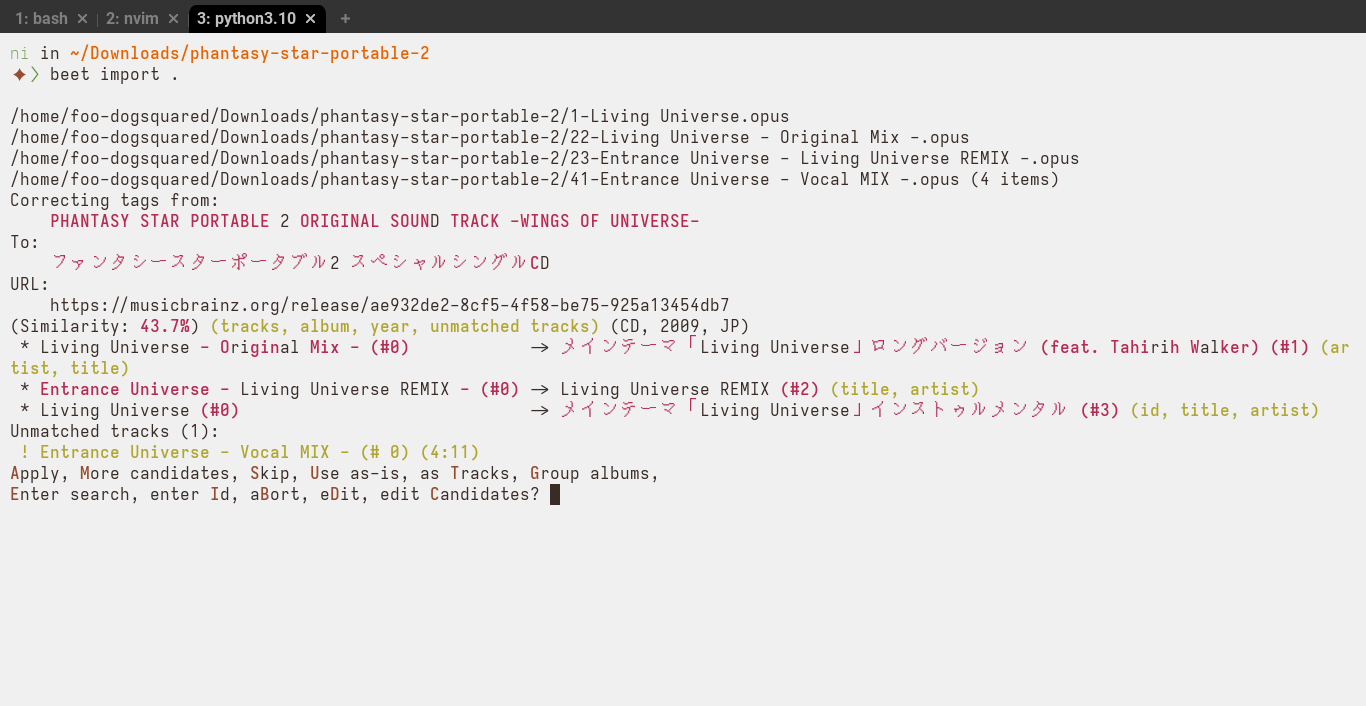 1: bash × 2: nvim × 3: python3.10 × +
ni in ~/Downloads/phantasy-star-portable-2
✦〉 beet import .
/home/foo-dogsquared/Downloads/phantasy-star-portable-2/1-Living Universe.opus
/home/foo-dogsquared/Downloads/phantasy-star-portable-2/22-Living Universe - Original Mix -.opus
/home/foo-dogsquared/Downloads/phantasy-star-portable-2/23-Entrance Universe - Living Universe REMIX -.opus
/home/foo-dogsquared/Downloads/phantasy-star-portable-2/41-Entrance Universe - Vocal MIX -.opus (4 items)
Correcting tags from:
PHANTASY STAR PORTABLE 2 ORIGINAL SOUND TRACK -WINGS OF UNIVERSE-
To:
ファンタシースターポータブル2 スペシャルシングルCD
URL:
https://musicbrainz.org/release/ae932de2-8cf5-4f58-be75-925a13454db7
(Similarity: 43.7%) (tracks, album, year, unmatched tracks) (CD, 2009, JP)
* Living Universe - Original Mix - (#0) -> メインテーマ「Living Universe」ロングバージョン (feat. Tahirih Walker) (#1) (ar
tist, title)
* Entrance Universe - Living Universe REMIX - (#0) -> Living Universe REMIX (#2) (title, artist)
* Living Universe (#0) -> メインテーマ「Living Universe」インストゥルメンタル (#3) (id, title, artist)
Unmatched tracks (1):
! Entrance Universe - Vocal MIX - (# 0) (4:11)
Apply, More candidates, Skip, Use as-is, as Tracks, Group albums,
Enter search, enter Id, aBort, eDit, edit Candidates?